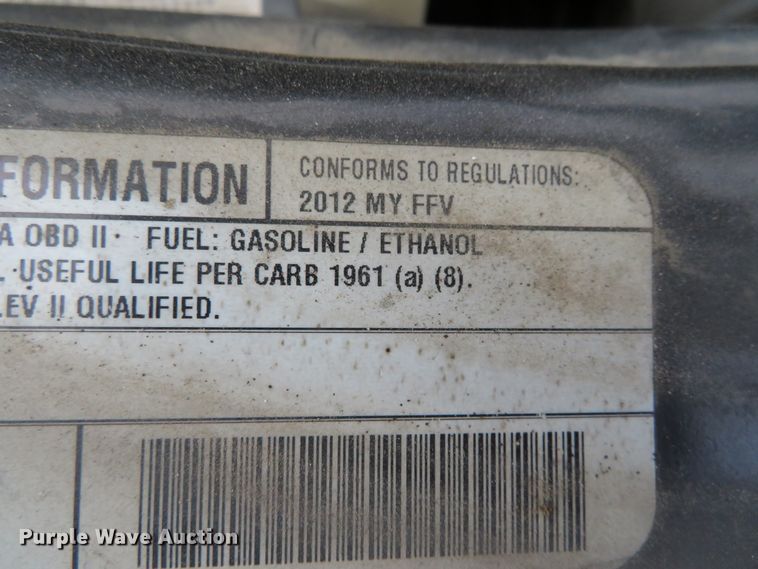 FORMATION
CONFORMS TO REGULATIONS:
2012 MY FFV
A OBD II · FUEL: GASOLINE / ETHANOL
. USEFUL LIFE PER CARB 1961 (a) (8).
LEV II QUALIFIED.
Purple Wave Auction